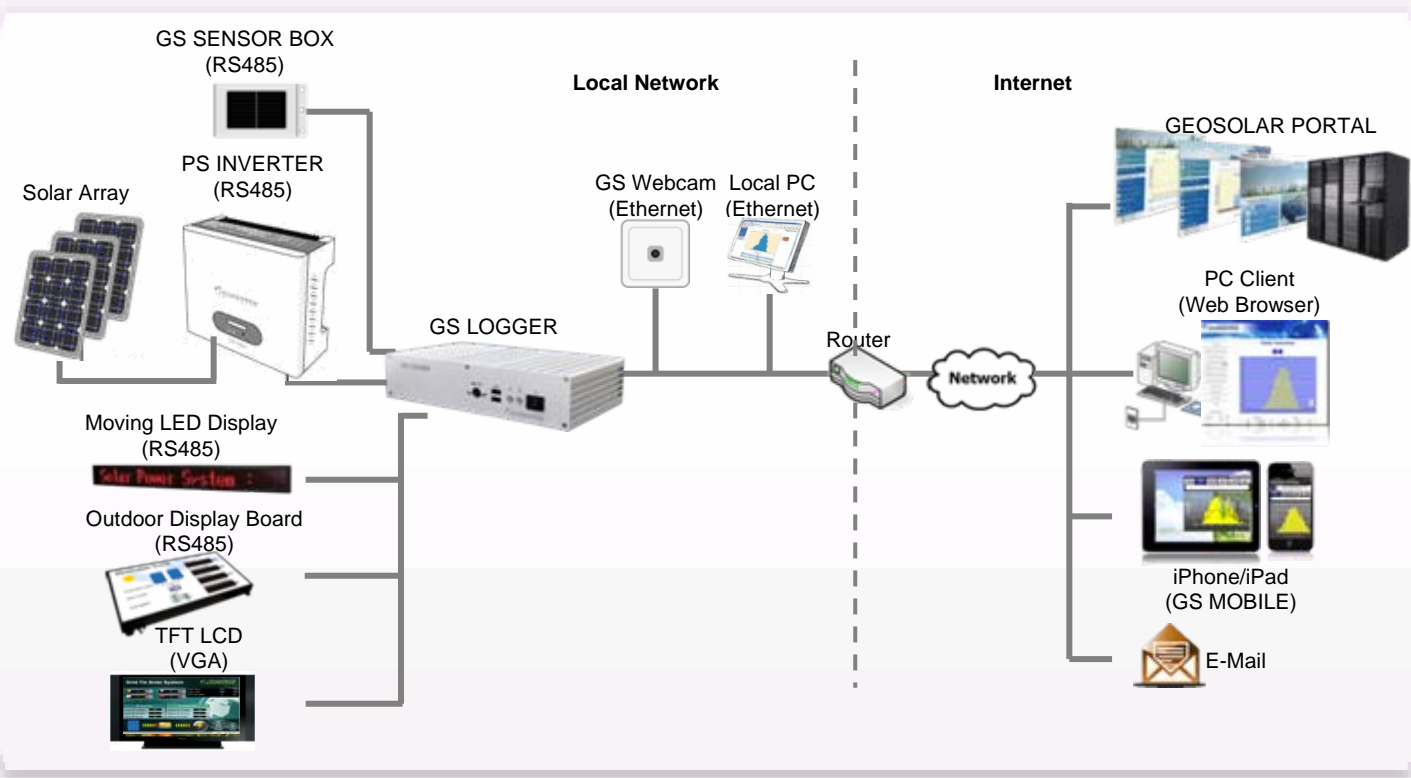 GS SENSOR BOX
(RS485)
Local Network
Internet
GEOSOLAR PORTAL
PS INVERTER
(RS485)
Solar Array
GS Webcam
(Ethernet)
Local PC
(Ethernet)
PC Client
(Web Browser)
GS LOGGER
Router
Network
Moving LED Display
(RS485)
Solar Power System :
Outdoor Display Board
(RS485)
iPhone/iPad
(GS MOBILE)
TFT LCD
(VGA)
E-Mail